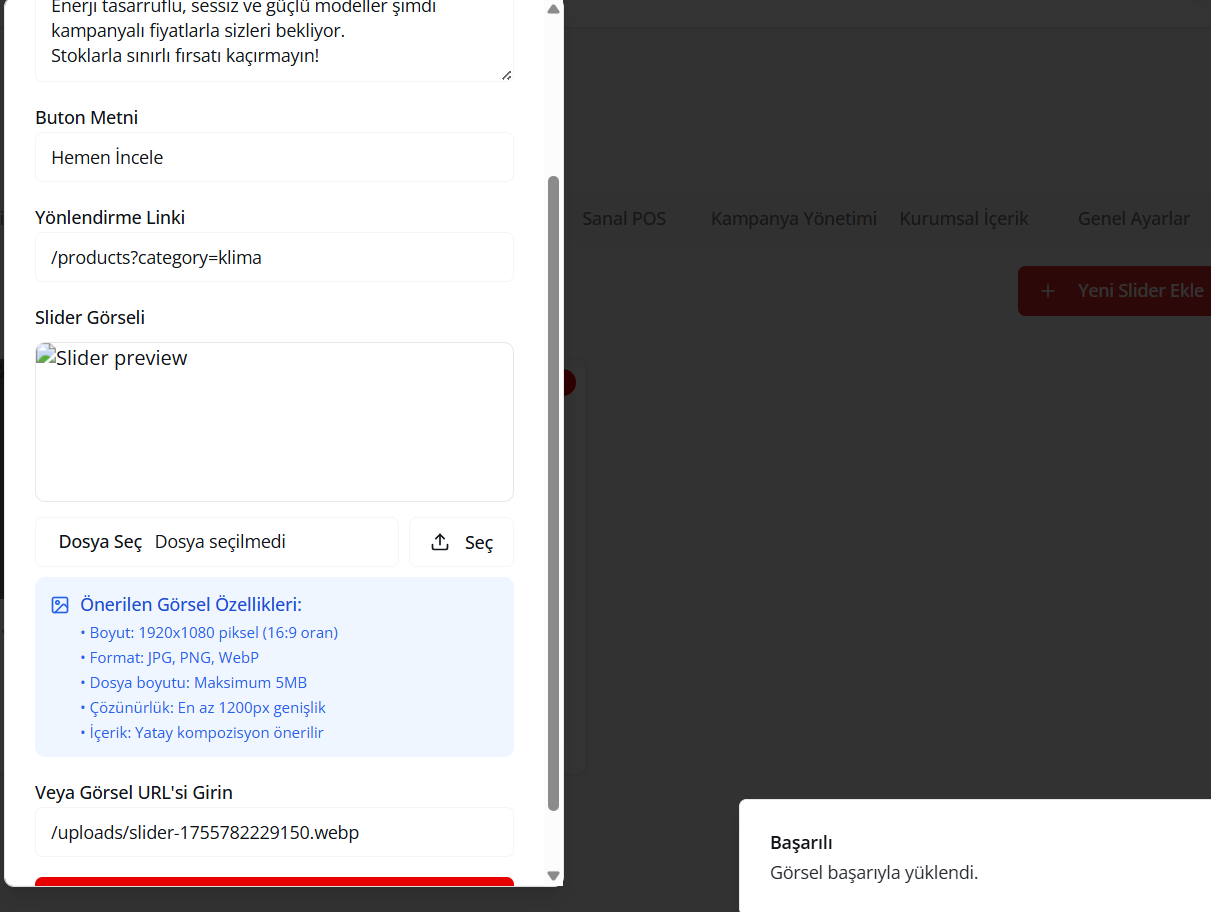 Enerji tasarruflu, sessiz ve güçlü modeller şimdi
kampanyalı fiyatlarla sizleri bekliyor.
Stoklarla sınırlı fırsatı kaçırmayın!
Buton Metni
Hemen İncele
Yönlendirme Linki
/products?category=klima
Slider Görseli
Slider preview
Dosya Seç Dosya seçilmedi
Seç
Önerilen Görsel Özellikleri:
• Boyut: 1920x1080 piksel (16:9 oran)
• Format: JPG, PNG, WebP
• Dosya boyutu: Maksimum 5MB
• Çözünürlük: En az 1200px genişlik
• İçerik: Yatay kompozisyon önerilir
Veya Görsel URL'si Girin
/uploads/slider-1755782229150.webp
Sanal POS Kampanya Yönetimi Kurumsal İçerik Genel Ayarlar
+ Yeni Slider Ekle
Başarılı
Görsel başarıyla yüklendi.